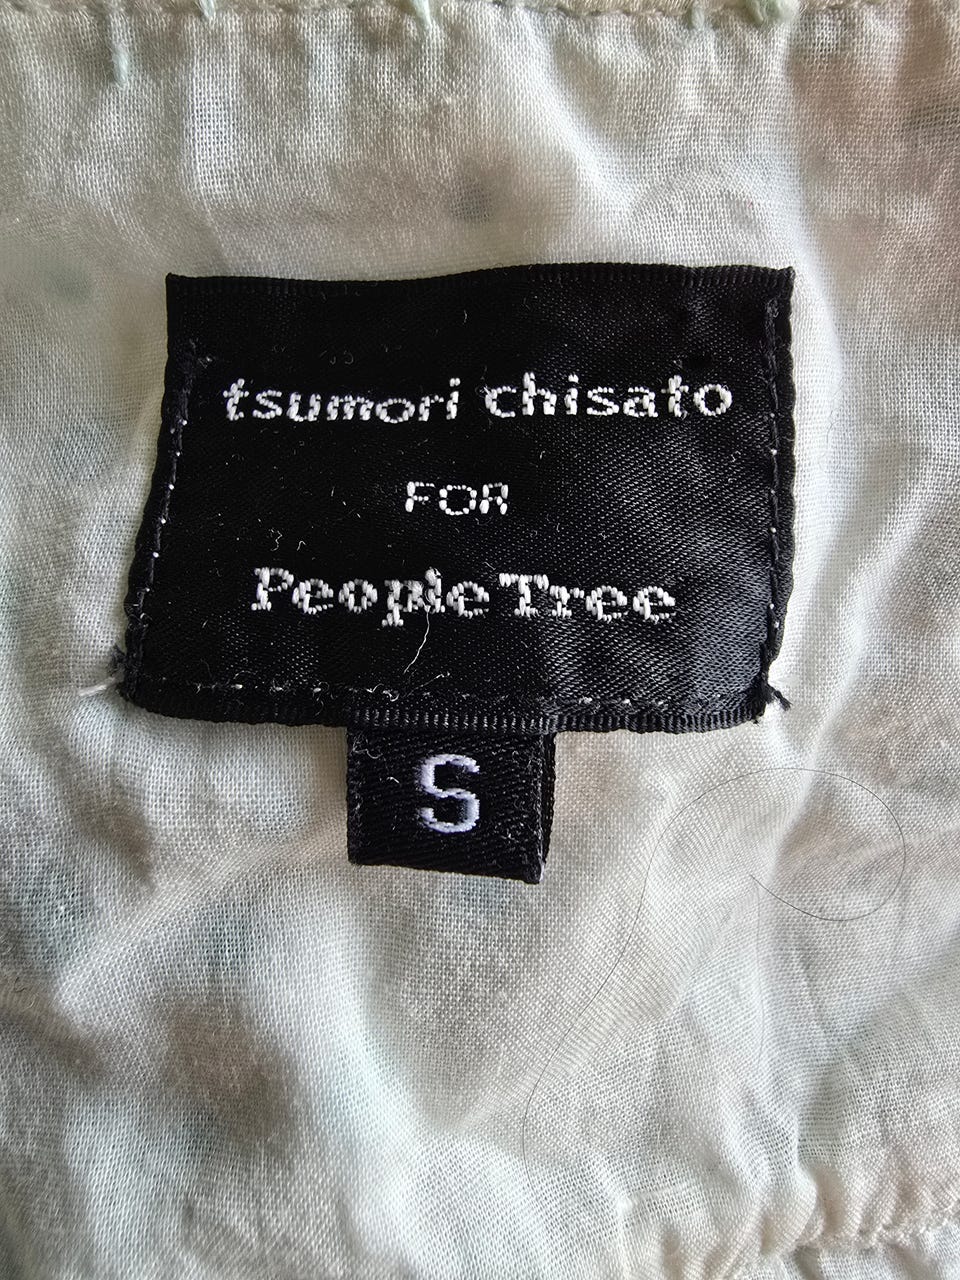 tsumori chisato
FOR
People Tree
S